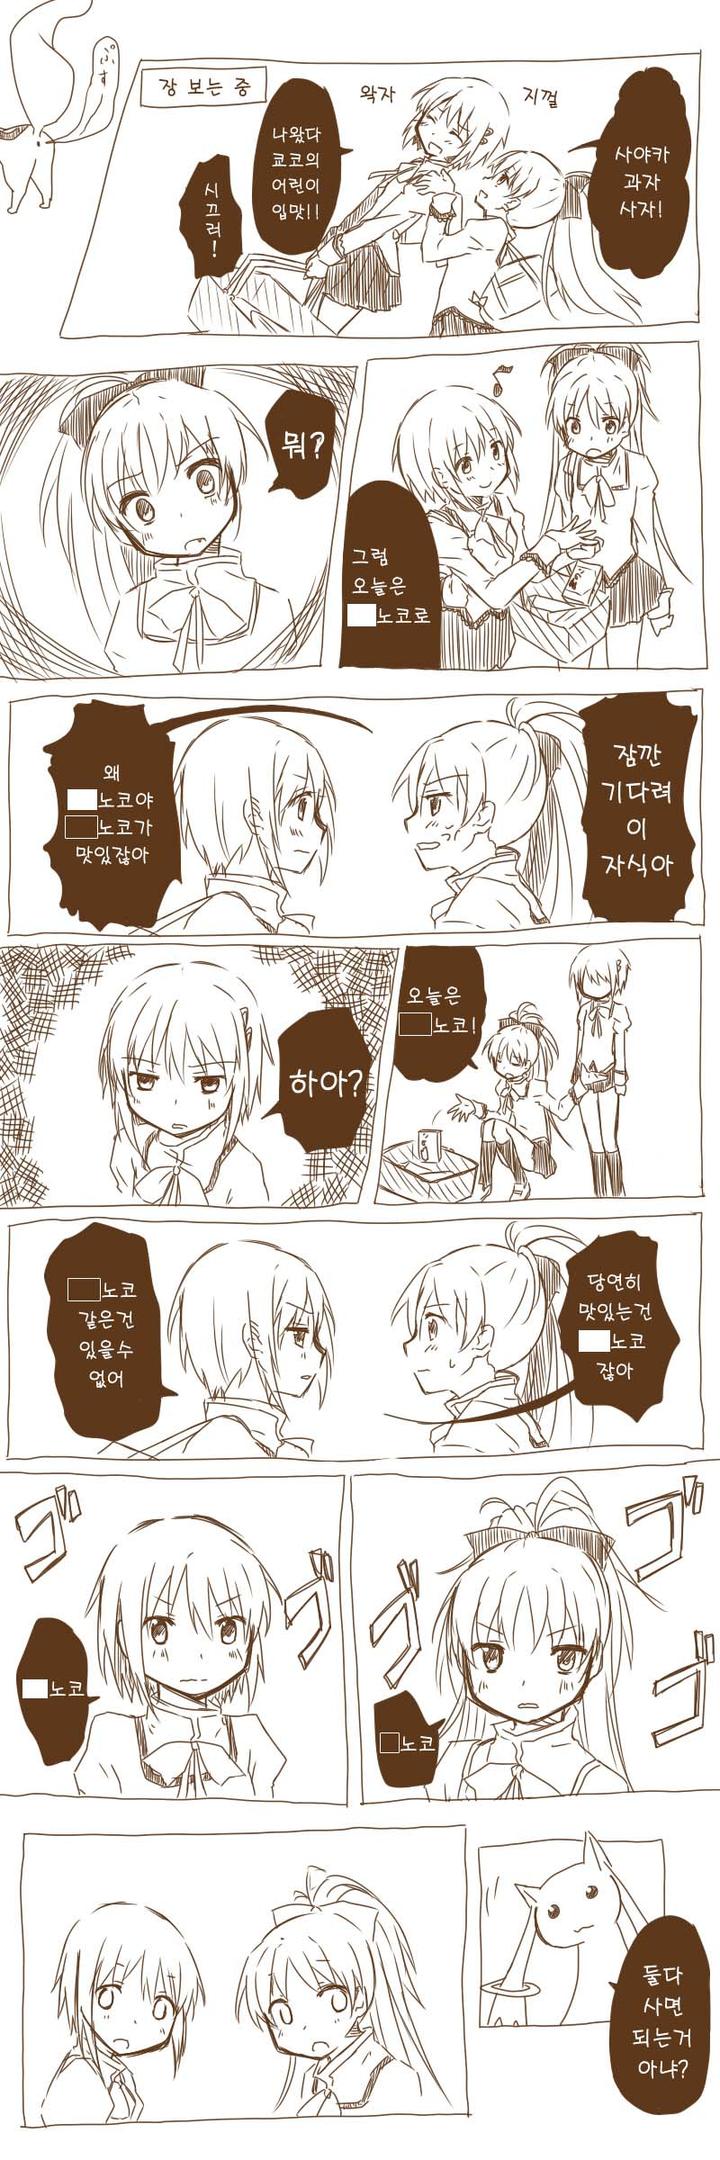 ぷす
장 보는 중
왁자
지껄
사야카
과자
사자!
나왔다
쿄코의
어린이
입맛!!
시
끄
러
!
그럼
오늘은
노코로
뭐?
잠깐
기다려
이
자식아
왜
노코야
노코가
맛있잖아
오늘은
노코!
하아?
당연히
맛있는건
노코
잖아
노코
같은건
있을수
없어
ゴ
ゴ
ゴ
노코
ゴ
ゴ
노코
둘다
사면
되는거
아냐?